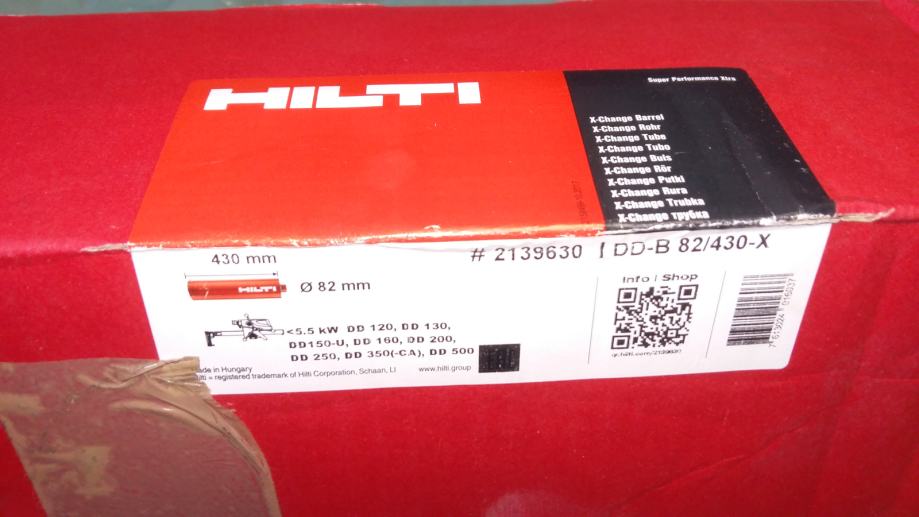 HILTI
Super Performance Xtra
X-Change Barrel
X-Change Rohr
X-Change Tube
X-Change Tubo
X-Change Buis
X-Change Rör
X-Change Putki
X-Change Rura
X-Change Trubka
X-Change трубка
# 2139630 | DD-B 82/430-X
430 mm
HILTI
Ø 82 mm
<5.5 kW DD 120, DD 130,
DD150-U, DD 160, DD 200,
DD 250, DD 350(-CA), DD 500
in Hungary
= registered trademark of Hilti Corporation, Schaan, LI
www.hilti.group
Info | Shop
qr.hilti.com/2139630